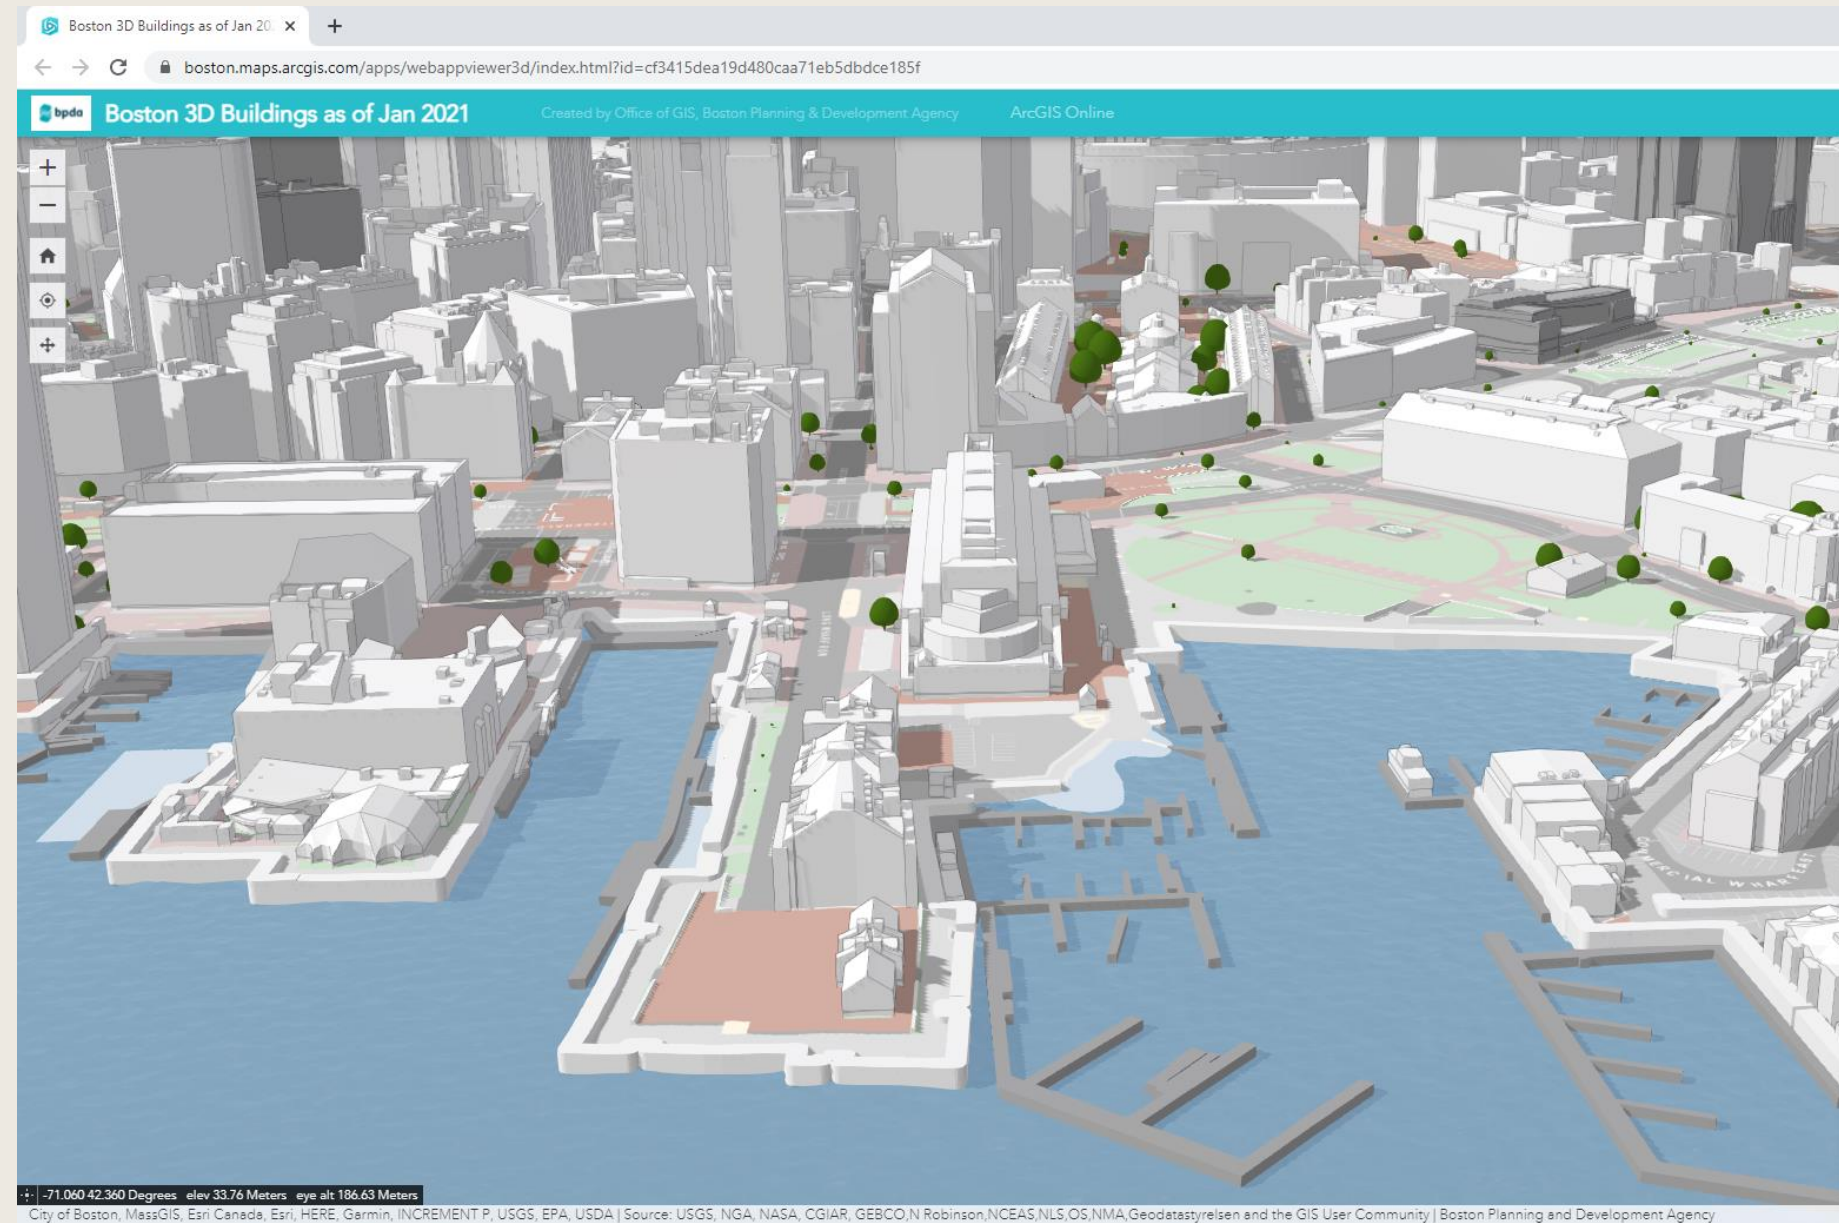 Boston 3D Buildings as of Jan 20
boston.maps.arcgis.com/apps/webappviewer3d/index.html?id=cf3415dea19d480caa71eb5dbdce185f
bpda Boston 3D Buildings as of Jan 2021 Created by Office of GIS, Boston Planning & Development Agency ArcGIS Online
COMMERCIAL WHARF EAST
-71.060 42.360 Degrees elev 33.76 Meters eye alt 186.63 Meters
City of Boston, MassGIS, Esri Canada, Esri, HERE, Garmin, INCREMENT P, USGS, EPA, USDA | Source: USGS, NGA, NASA, CGIAR, GEBCO,N Robinson,NCEAS,NLS,OS,NMA,Geodatastyrelsen and the GIS User Community | Boston Planning and Development Agency